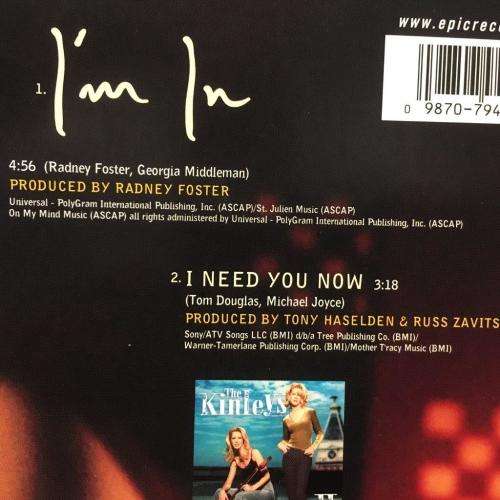 www.epicrec
0 9870-794
1. I'm In
4:56 (Radney Foster, Georgia Middleman)
PRODUCED BY RADNEY FOSTER
Universal - PolyGram International Publishing, Inc. (ASCAP)/St. Julien Music (ASCAP)
On My Mind Music (ASCAP) all rights administered by Universal - PolyGram International Publishing, Inc. (ASCAP)
2. I NEED YOU NOW 3:18
(Tom Douglas, Michael Joyce)
PRODUCED BY TONY HASELDEN & RUSS ZAVITS
Sony/ATV Songs LLC (BMI) d/b/a Tree Publishing Co. (BMI)/
Warner-Tamerlane Publishing Corp. (BMI)/Mother Tracy Music (BMI)
The
Kinleys
II